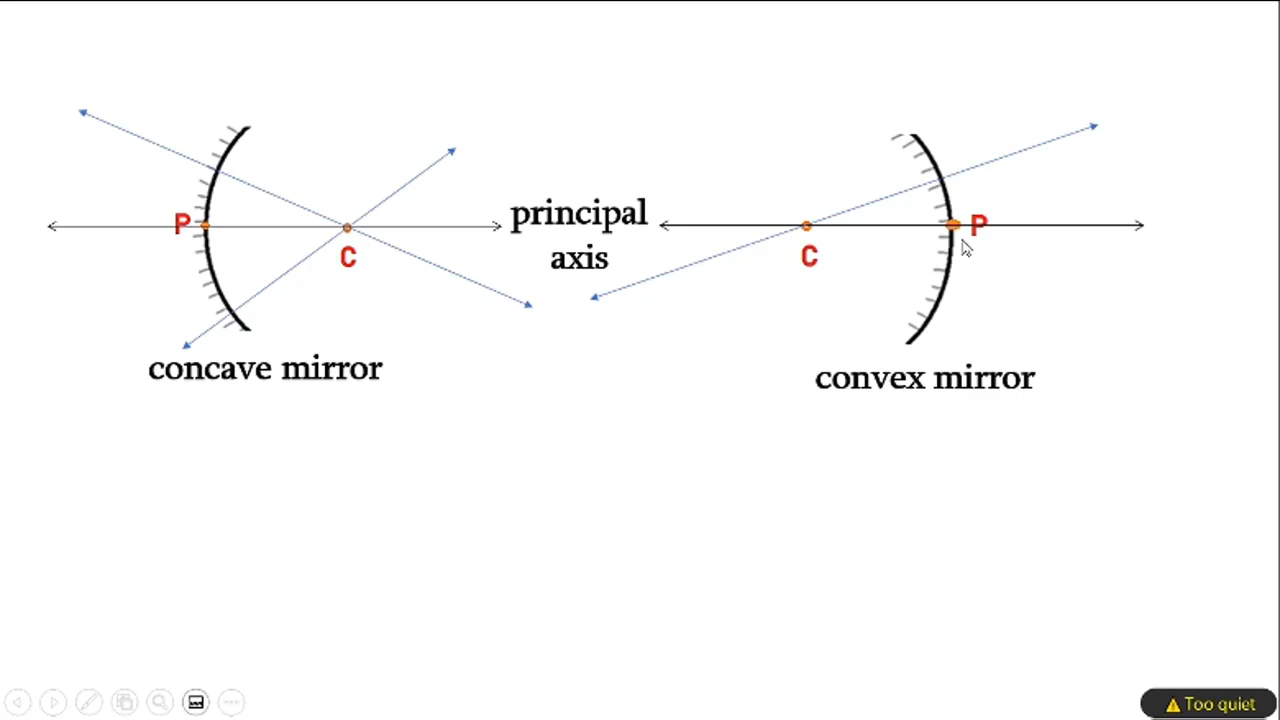 P
C
concave mirror
principal
axis
C
P
convex mirror
Too quiet